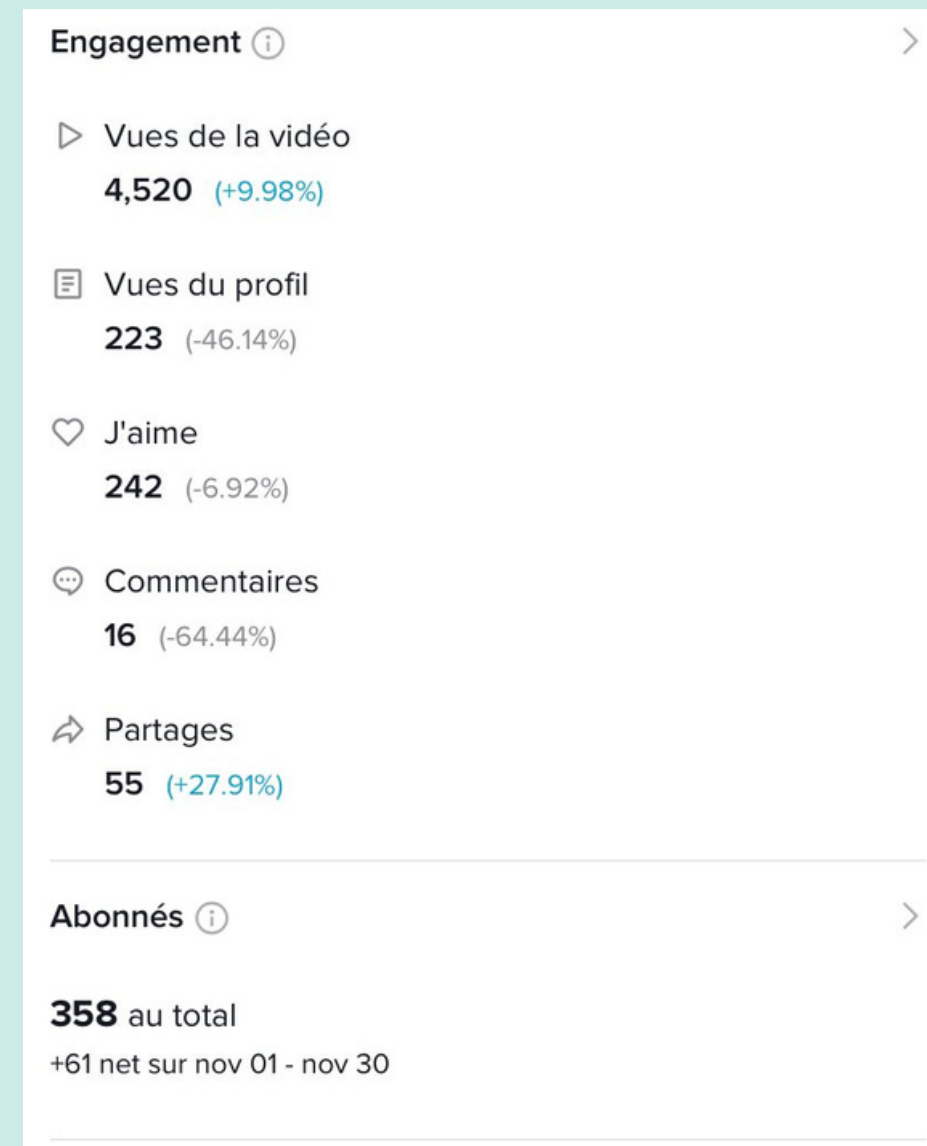 Engagement
Vues de la vidéo
4,520 (+9.98%)
Vues du profil
223 (-46.14%)
J'aime
242 (-6.92%)
Commentaires
16 (-64.44%)
Partages
55 (+27.91%)
Abonnés
358 au total
+61 net sur nov 01 - nov 30